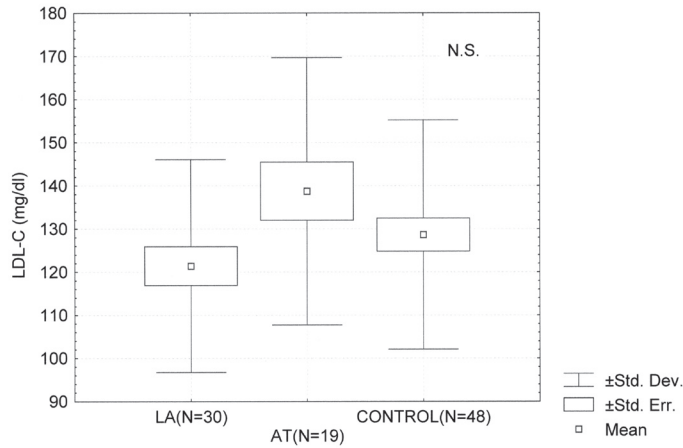 180
170
160
150
140
130
120
110
100
90
LDL-C (mg/dl)
N.S.
LA(N=30)
AT(N=19)
CONTROL(N=48)
±Std. Dev.
±Std. Err.
Mean